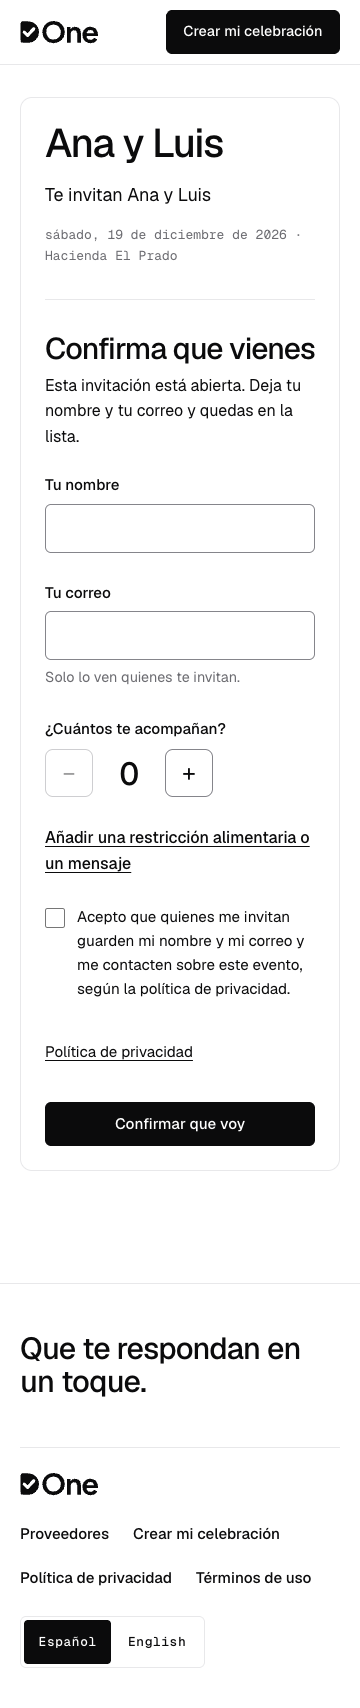 One
Crear mi celebración
Ana y Luis
Te invitan Ana y Luis
sábado, 19 de diciembre de 2026 ·
Hacienda El Prado
Confirma que vienes
Esta invitación está abierta. Deja tu
nombre y tu correo y quedas en la
lista.
Tu nombre
Tu correo
Solo lo ven quienes te invitan.
¿Cuántos te acompañan?
− 0 +
Añadir una restricción alimentaria o
un mensaje
Acepto que quienes me invitan
guarden mi nombre y mi correo y
me contacten sobre este evento,
según la política de privacidad.
Política de privacidad
Confirmar que voy
Que te respondan en
un toque.
One
Proveedores Crear mi celebración
Política de privacidad Términos de uso
Español English